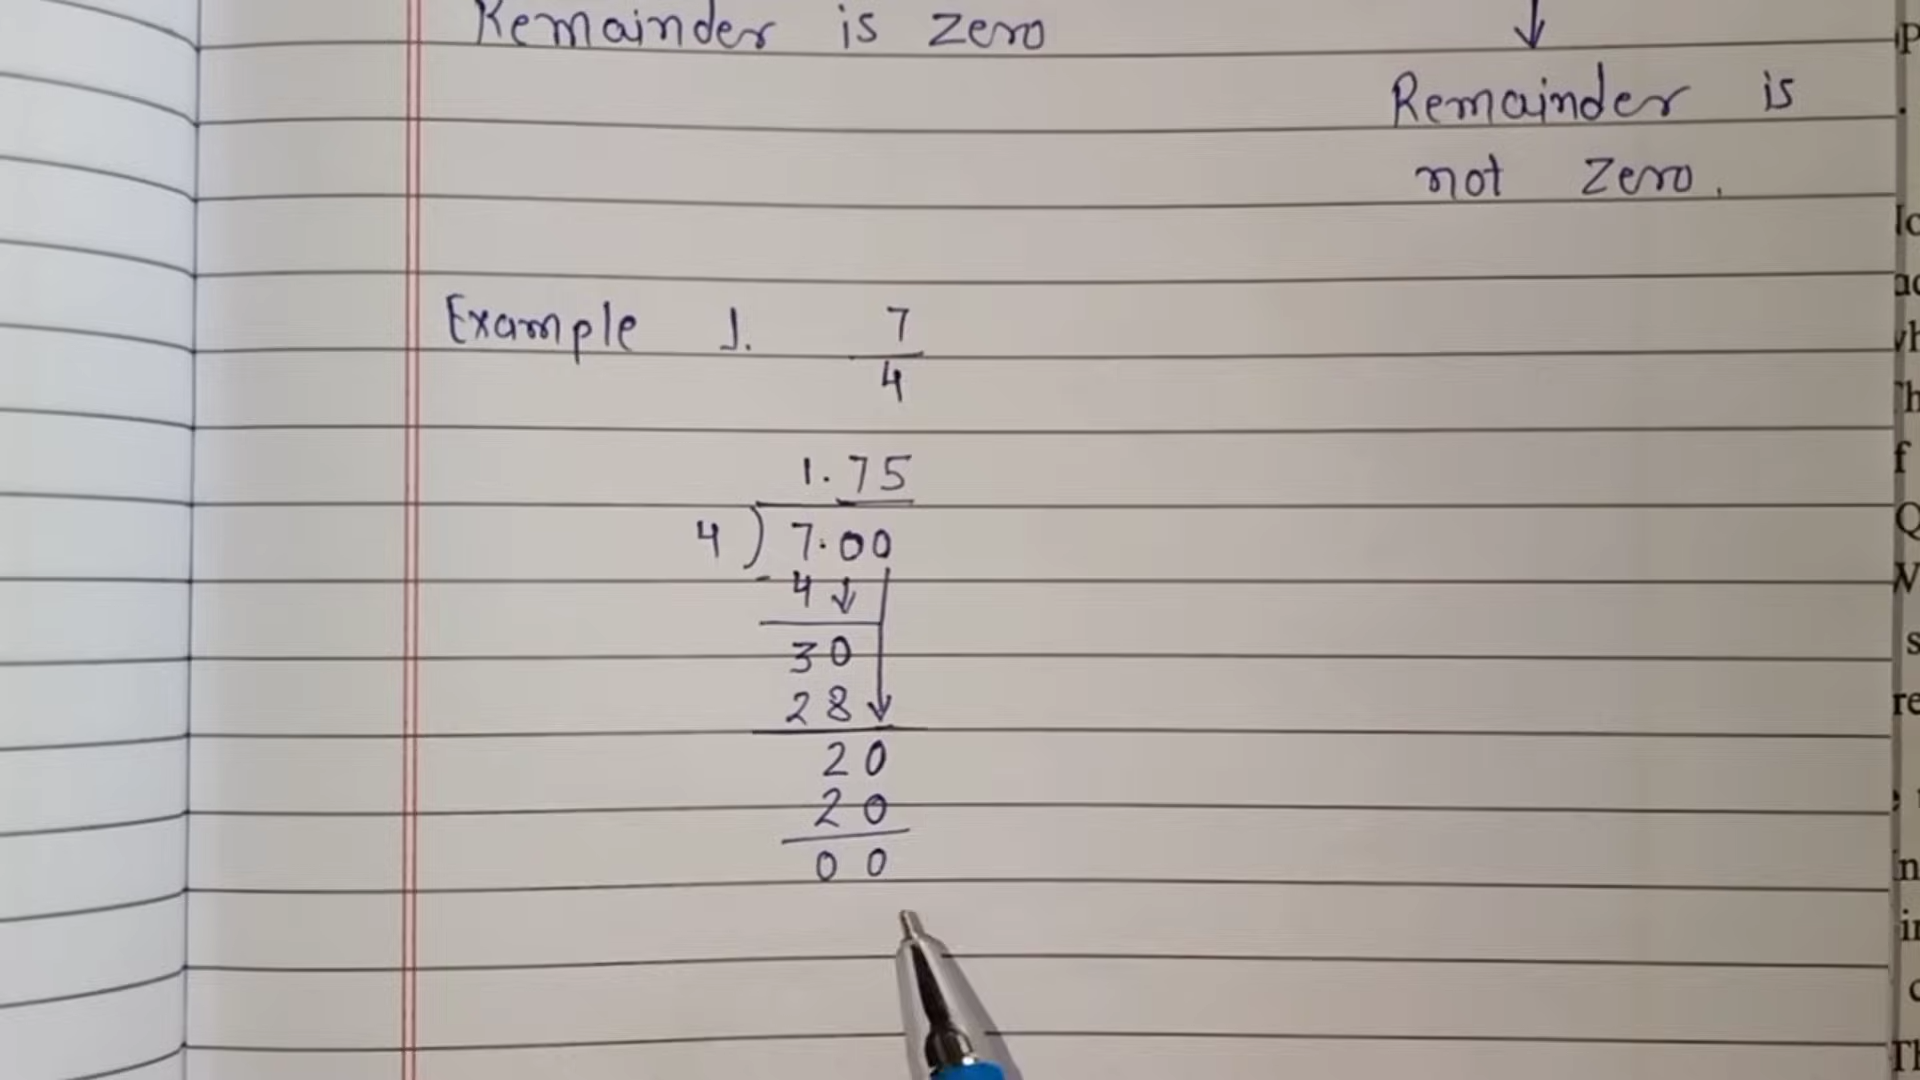 Remainder is zero
Remainder is
not zero.
Example 1. 7
4
1.75
4 ) 7.00
- 4
30
28
20
20
00